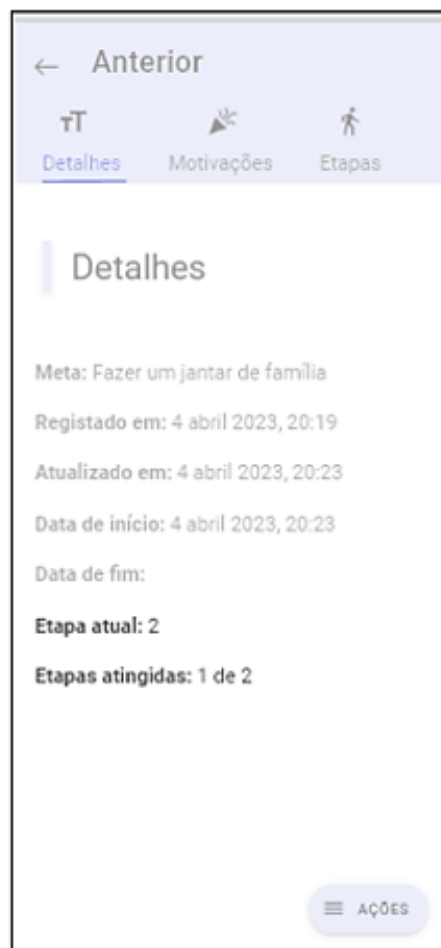 ← Anterior
Detalhes Motivações Etapas
Detalhes
Meta: Fazer um jantar de família
Registado em: 4 abril 2023, 20:19
Atualizado em: 4 abril 2023, 20:23
Data de início: 4 abril 2023, 20:23
Data de fim:
Etapa atual: 2
Etapas atingidas: 1 de 2
AÇÕES